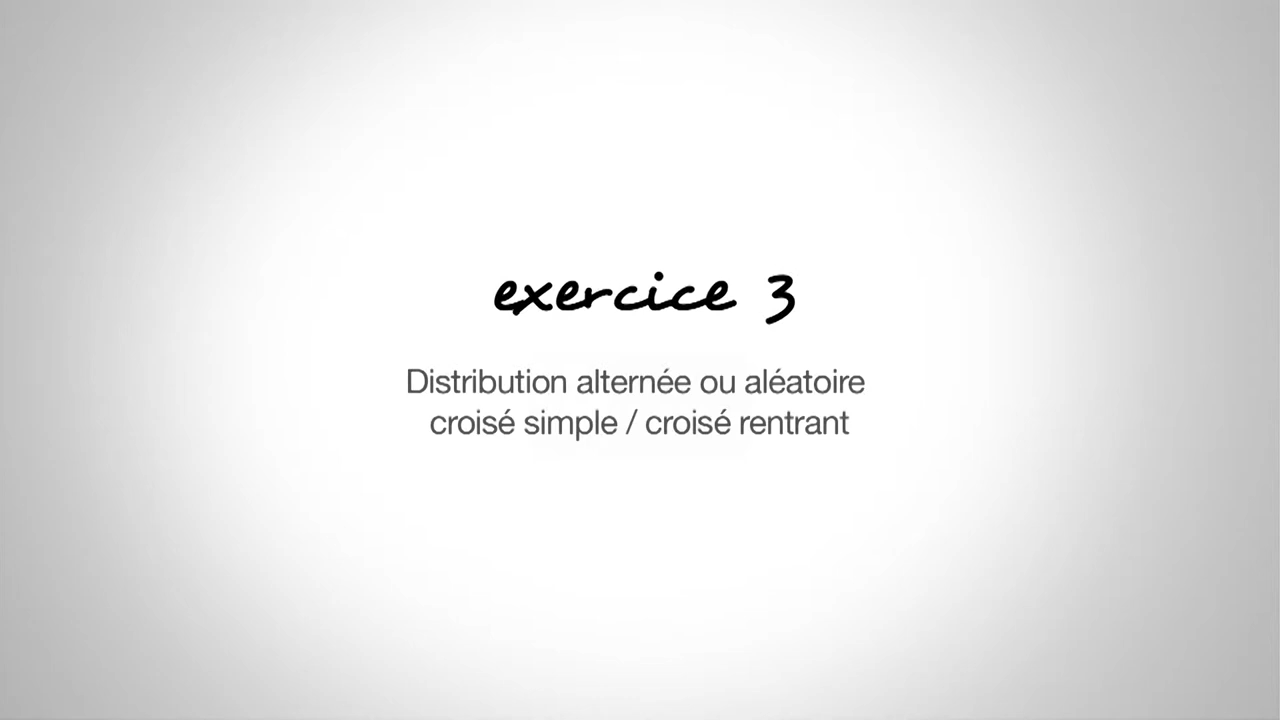 exercice 3
Distribution alternée ou aléatoire
croisé simple / croisé rentrant